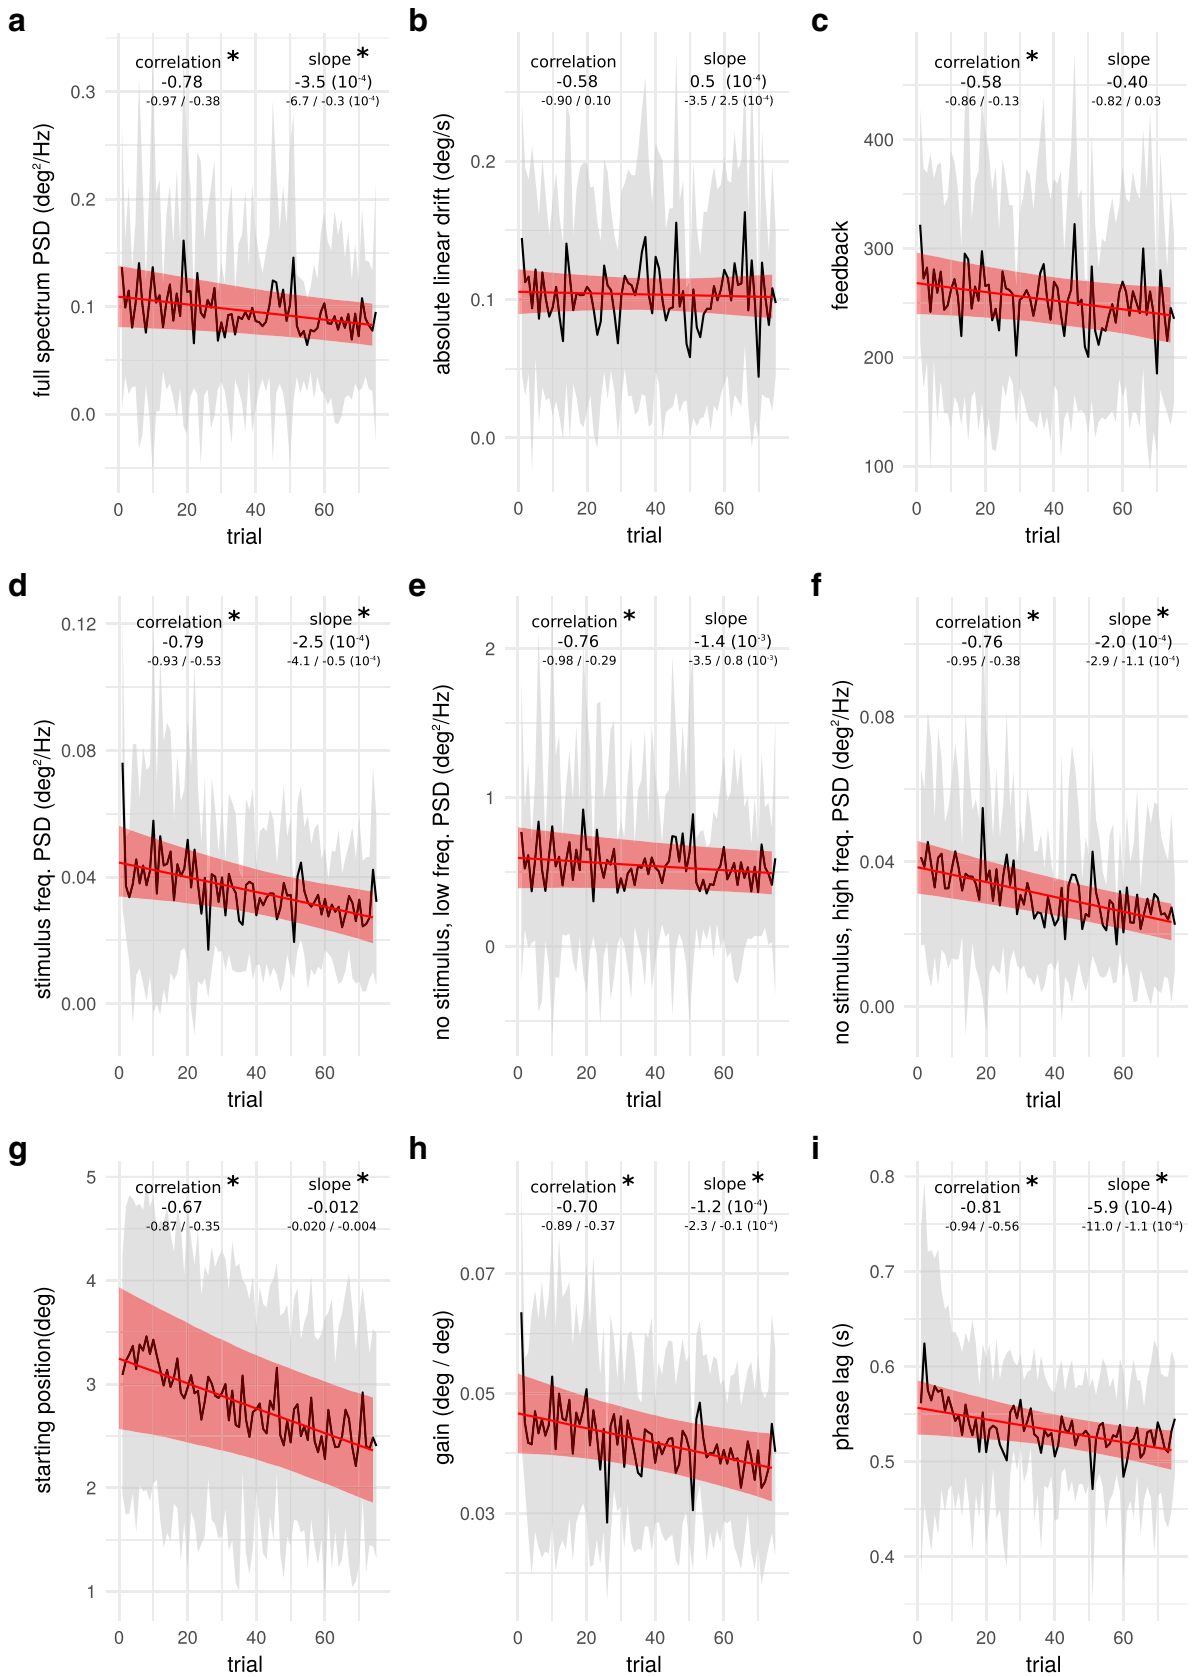 a
correlation * slope *
-0.78 -3.5 (10⁻⁴)
-0.97 / -0.38 -6.7 / -0.3 (10⁻⁴)
full spectrum PSD (deg²/Hz)
0.3
0.2
0.1
0.0
0 20 40 60
trial
b
correlation slope
-0.58 0.5 (10⁻⁴)
-0.90 / 0.10 -3.5 / 2.5 (10⁻⁴)
absolute linear drift (deg/s)
0.2
0.1
0.0
0 20 40 60
trial
c
correlation * slope
-0.58 -0.40
-0.86 / -0.13 -0.82 / 0.03
feedback
400
300
200
100
0 20 40 60
trial
d
correlation * slope *
-0.79 -2.5 (10⁻⁴)
-0.93 / -0.53 -4.1 / -0.5 (10⁻⁴)
stimulus freq. PSD (deg²/Hz)
0.12
0.08
0.04
0.00
0 20 40 60
trial
e
correlation * slope
-0.76 -1.4 (10⁻³)
-0.98 / -0.29 -3.5 / 0.8 (10⁻³)
no stimulus, low freq. PSD (deg²/Hz)
2
1
0
0 20 40 60
trial
f
correlation * slope *
-0.76 -2.0 (10⁻⁴)
-0.95 / -0.38 -2.9 / -1.1 (10⁻⁴)
no stimulus, high freq. PSD (deg²/Hz)
0.08
0.04
0.00
0 20 40 60
trial
g
correlation * slope *
-0.67 -0.012
-0.87 / -0.35 -0.020 / -0.004
starting position(deg)
5
4
3
2
1
0 20 40 60
trial
h
correlation * slope *
-0.70 -1.2 (10⁻⁴)
-0.89 / -0.37 -2.3 / -0.1 (10⁻⁴)
gain (deg / deg)
0.07
0.05
0.03
0 20 40 60
trial
i
correlation * slope *
-0.81 -5.9 (10-4)
-0.94 / -0.56 -11.0 / -1.1 (10⁻⁴)
phase lag (s)
0.8
0.7
0.6
0.5
0.4
0 20 40 60
trial